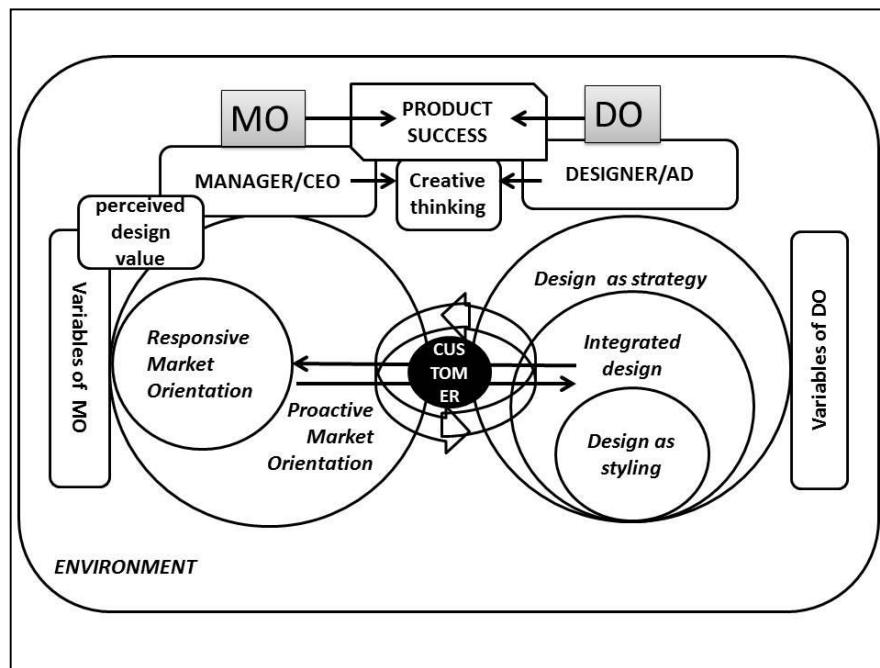 MO
PRODUCT
SUCCESS
DO
MANAGER/CEO
Creative
thinking
DESIGNER/AD
perceived
design
value
Variables of MO
Responsive
Market
Orientation
Proactive
Market
Orientation
CUS
TOM
ER
Design as strategy
Integrated
design
Design as
styling
Variables of DO
ENVIRONMENT